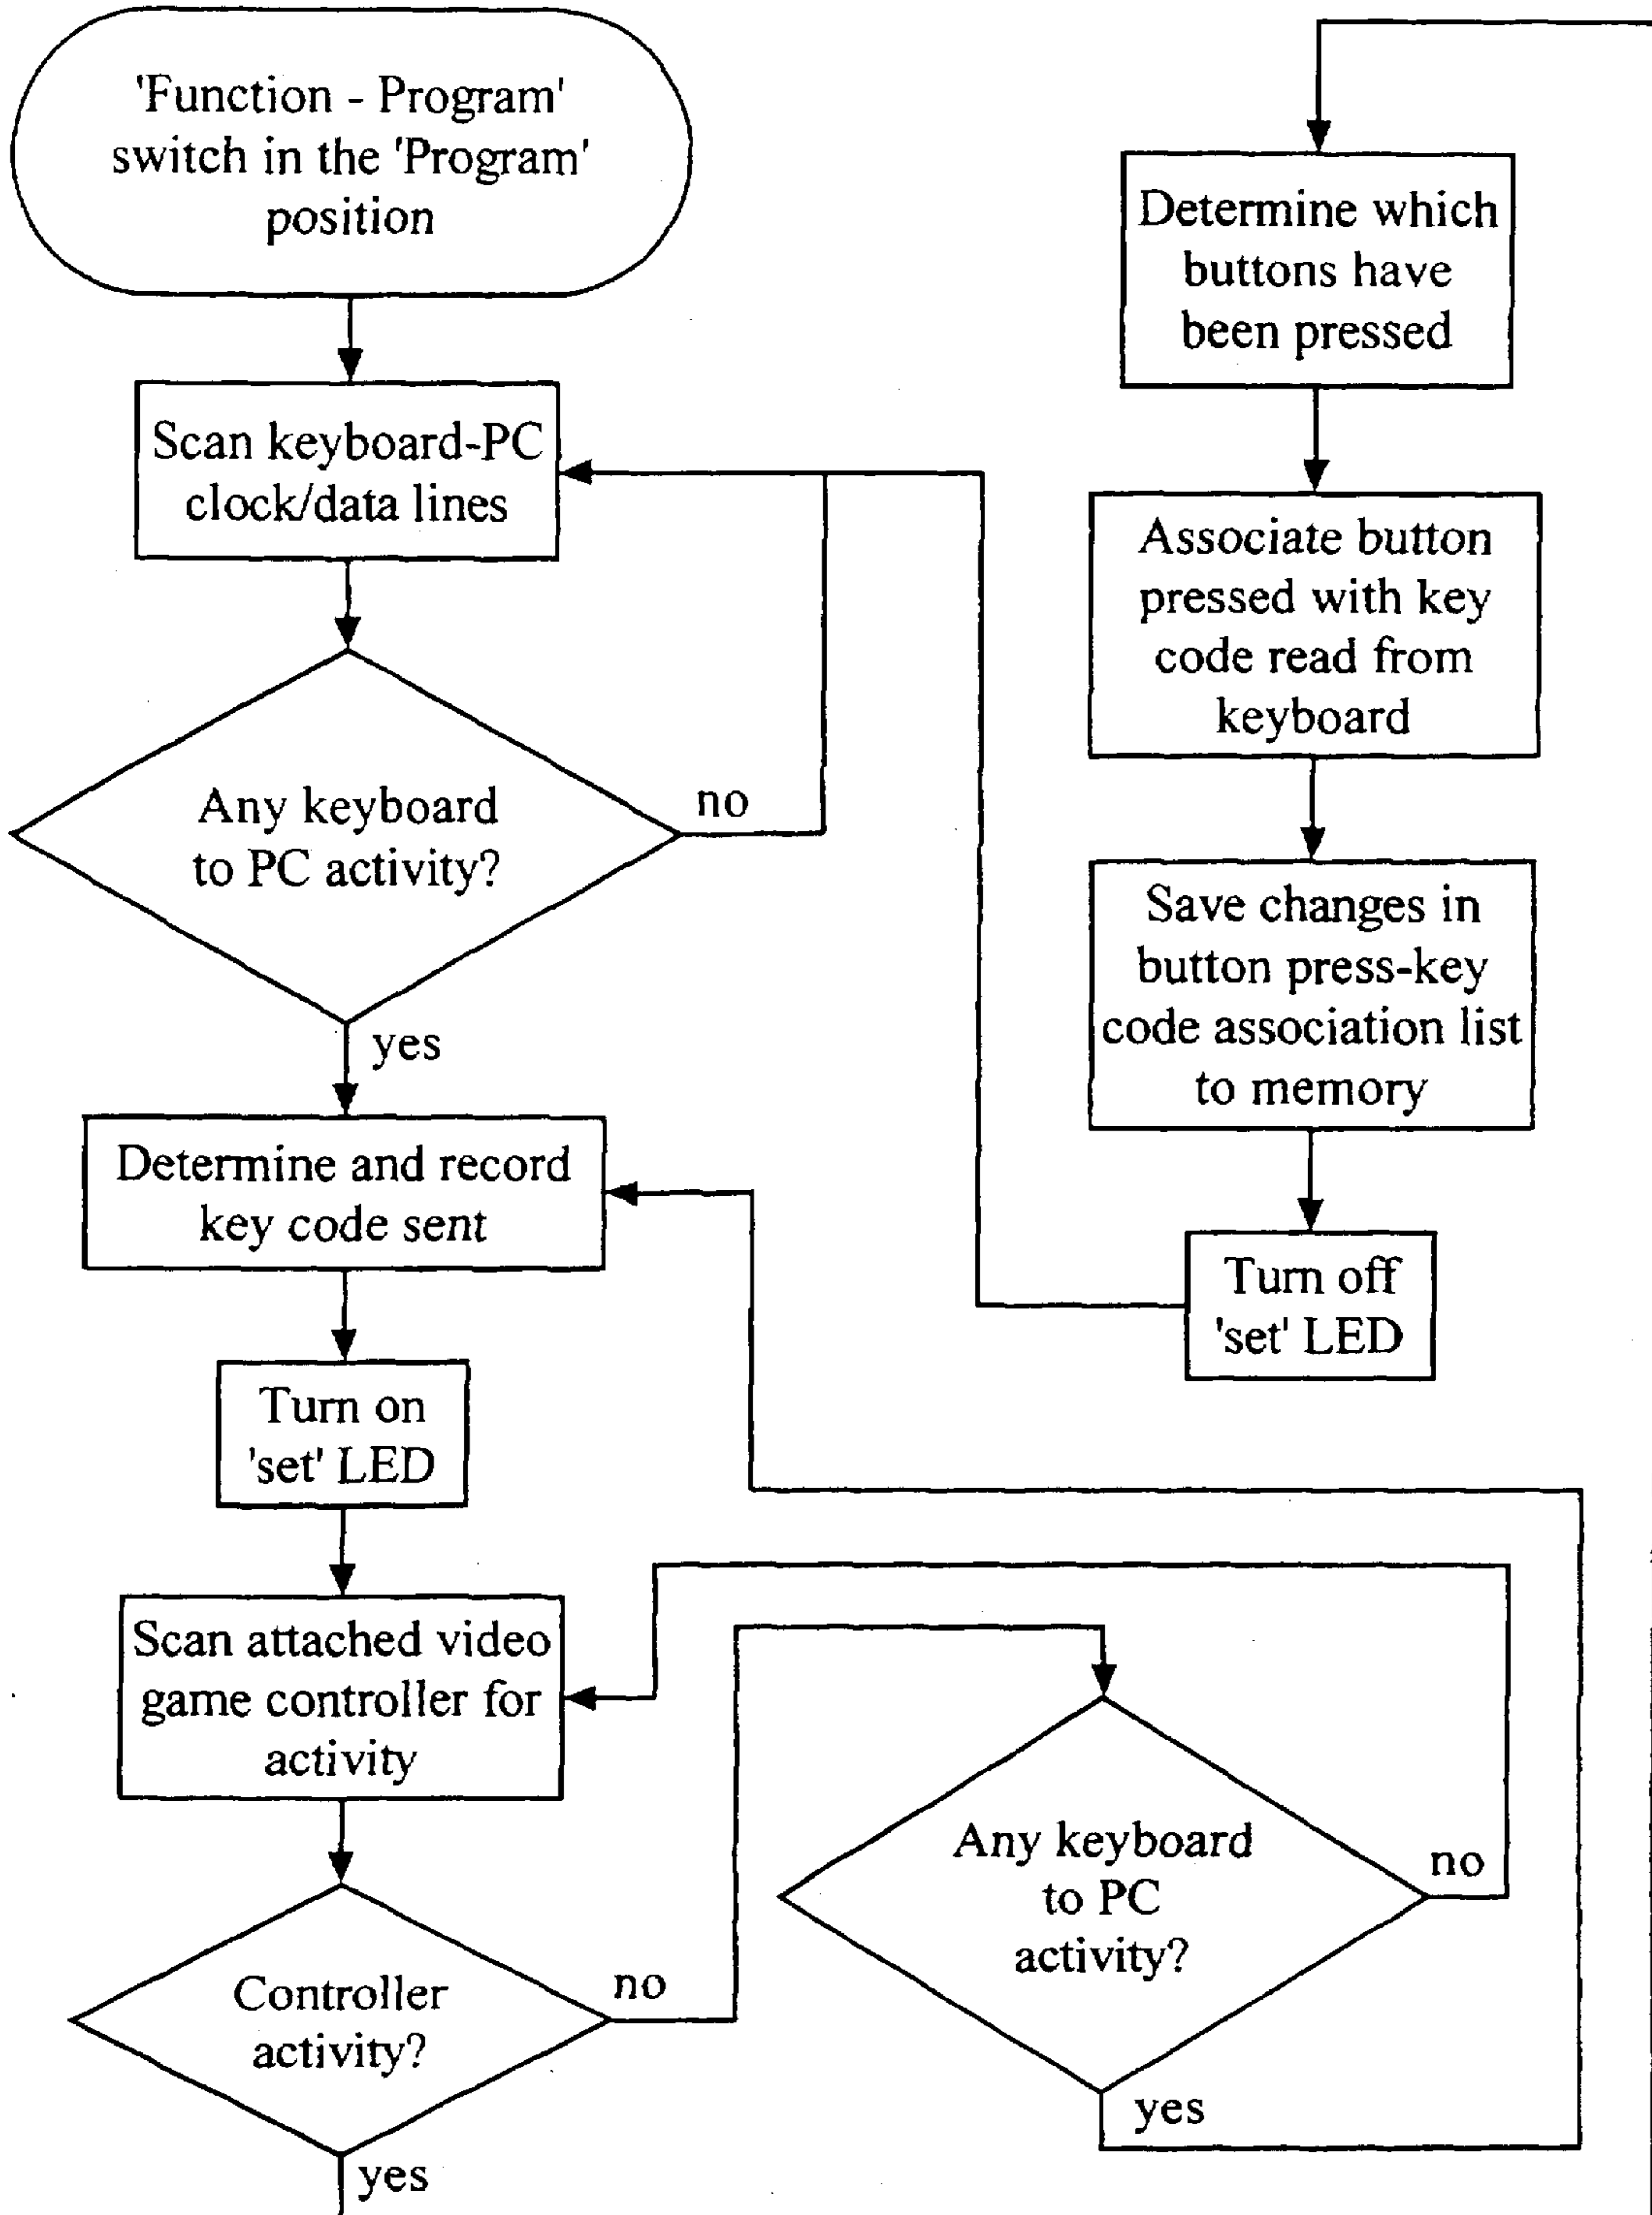 'Function - Program'
switch in the 'Program'
position
Scan keyboard-PC
clock/data lines
Any keyboard
to PC activity?
no
yes
Determine and record
key code sent
Turn on
'set' LED
Scan attached video
game controller for
activity
Controller
activity?
no
yes
Any keyboard
to PC
activity?
no
yes
Determine which
buttons have
been pressed
Associate button
pressed with key
code read from
keyboard
Save changes in
button press-key
code association list
to memory
Turn off
'set' LED